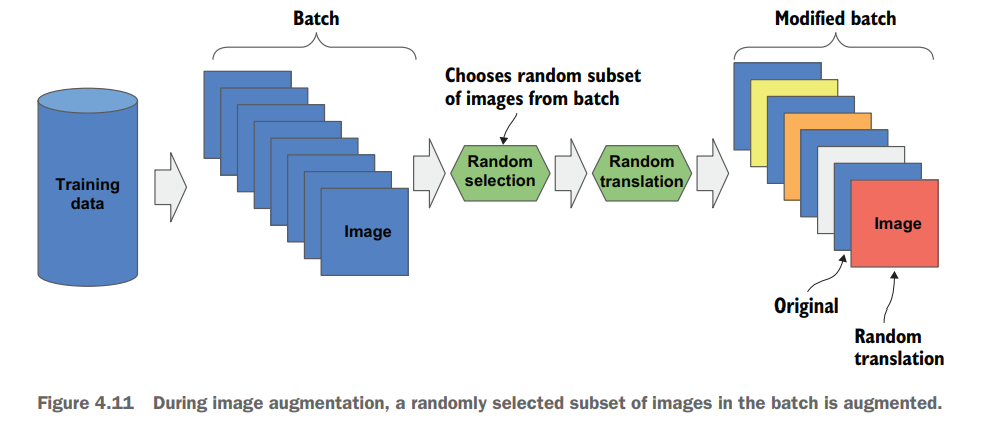 Batch
Modified batch
Chooses random subset
of images from batch
Training
data
Random
selection
Random
translation
Image
Image
Original
Random
translation
Figure 4.11 During image augmentation, a randomly selected subset of images in the batch is augmented.